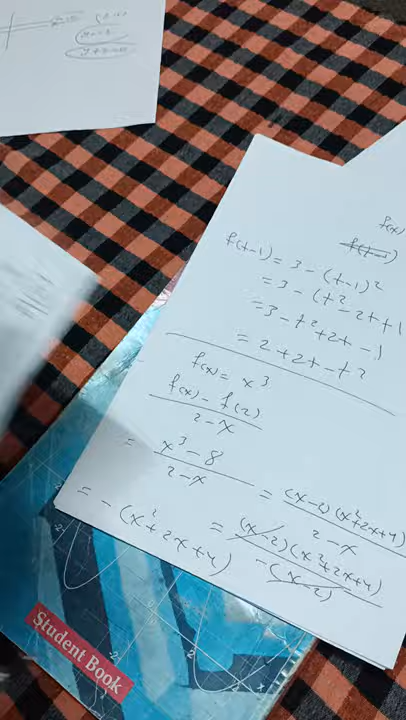 f(x)
f(t-1) = 3 - (t-1)²
= 3 - (t² - 2t + 1
= 3 - t² + 2t - 1
= 2 + 2t - t²
f(x) = x³
f(x) - f(2)
2 - x
= x³ - 8
2 - x
= (x-2)(x²+2x+4)
2 - x
= (x-2)(x²+2x+4)
-(x-2)
= -(x²+2x+4)
Student Book